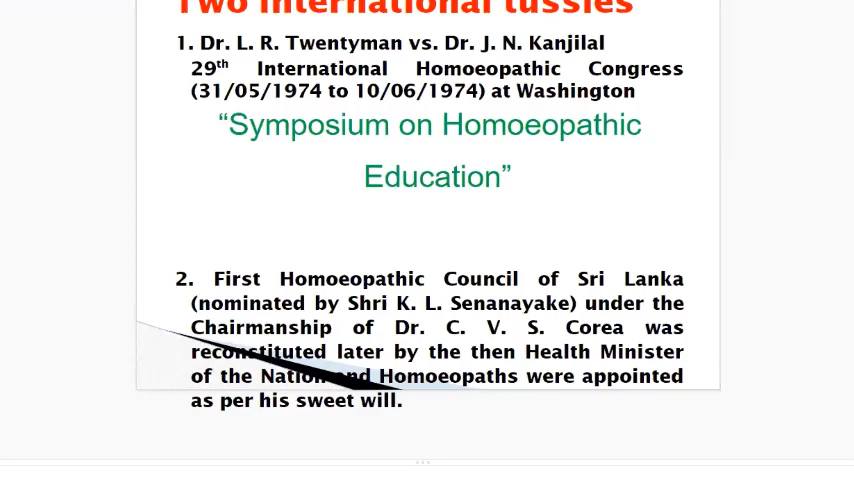 Two International tussles
1. Dr. L. R. Twentyman vs. Dr. J. N. Kanjilal
29th International Homoeopathic Congress
(31/05/1974 to 10/06/1974) at Washington
“Symposium on Homoeopathic
Education”
2. First Homoeopathic Council of Sri Lanka
(nominated by Shri K. L. Senanayake) under the
Chairmanship of Dr. C. V. S. Corea was
reconstituted later by the then Health Minister
of the Nation and Homoeopaths were appointed
as per his sweet will.